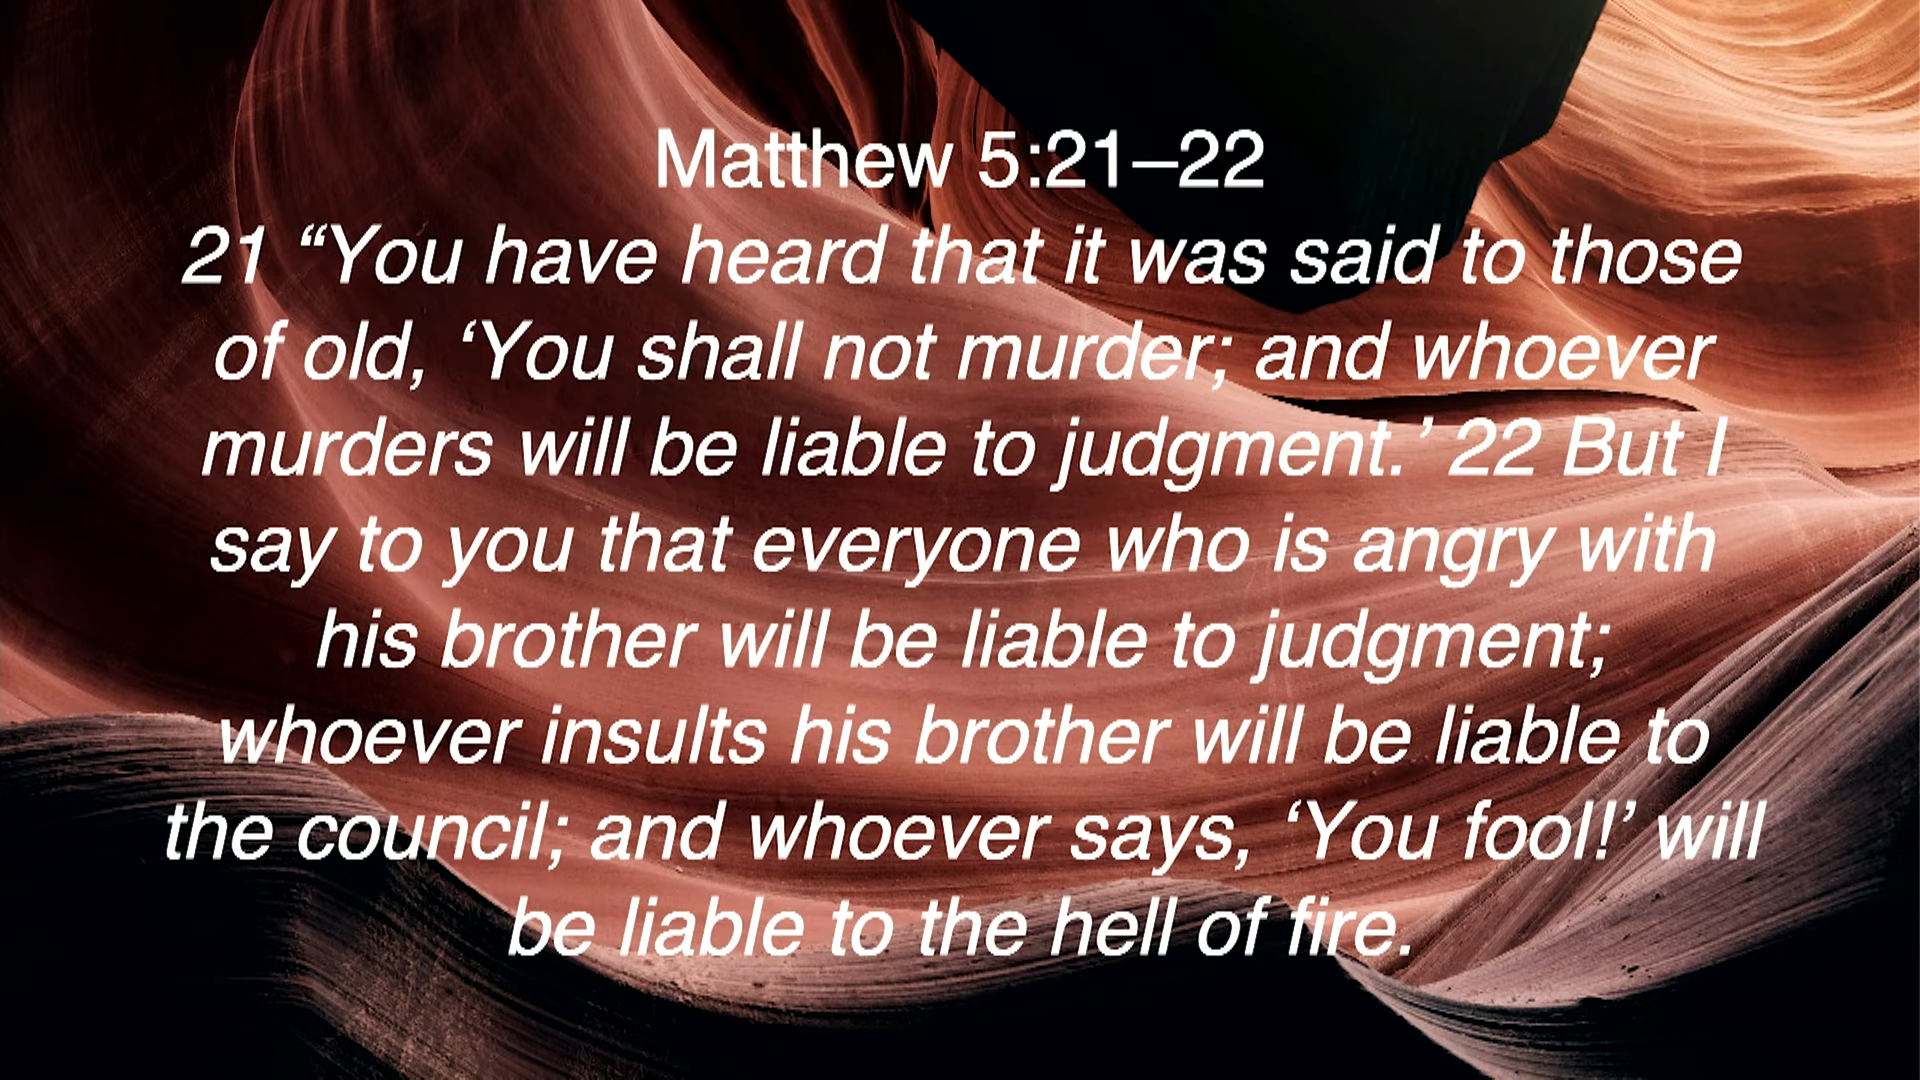 Matthew 5:21–22
21 “You have heard that it was said to those
of old, ‘You shall not murder; and whoever
murders will be liable to judgment.’ 22 But I
say to you that everyone who is angry with
his brother will be liable to judgment;
whoever insults his brother will be liable to
the council; and whoever says, ‘You fool!’ will
be liable to the hell of fire.